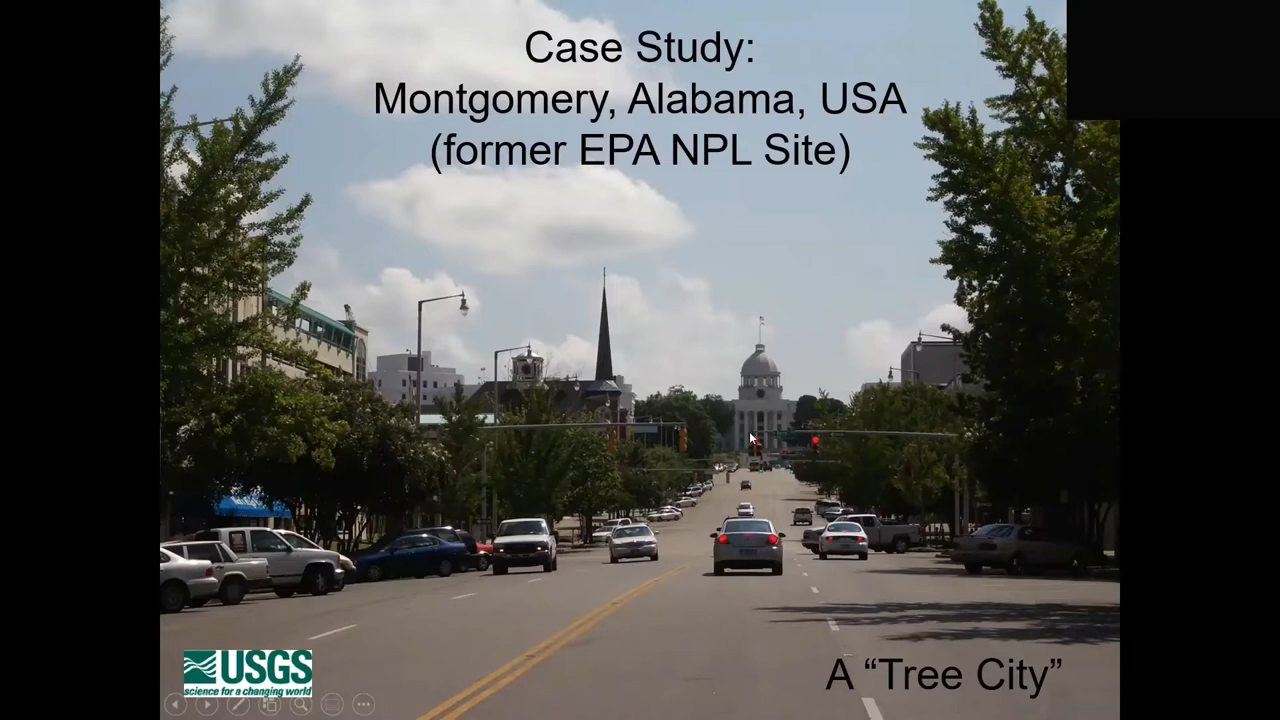 Case Study:
Montgomery, Alabama, USA
(former EPA NPL Site)
USGS
science for a changing world
A “Tree City”